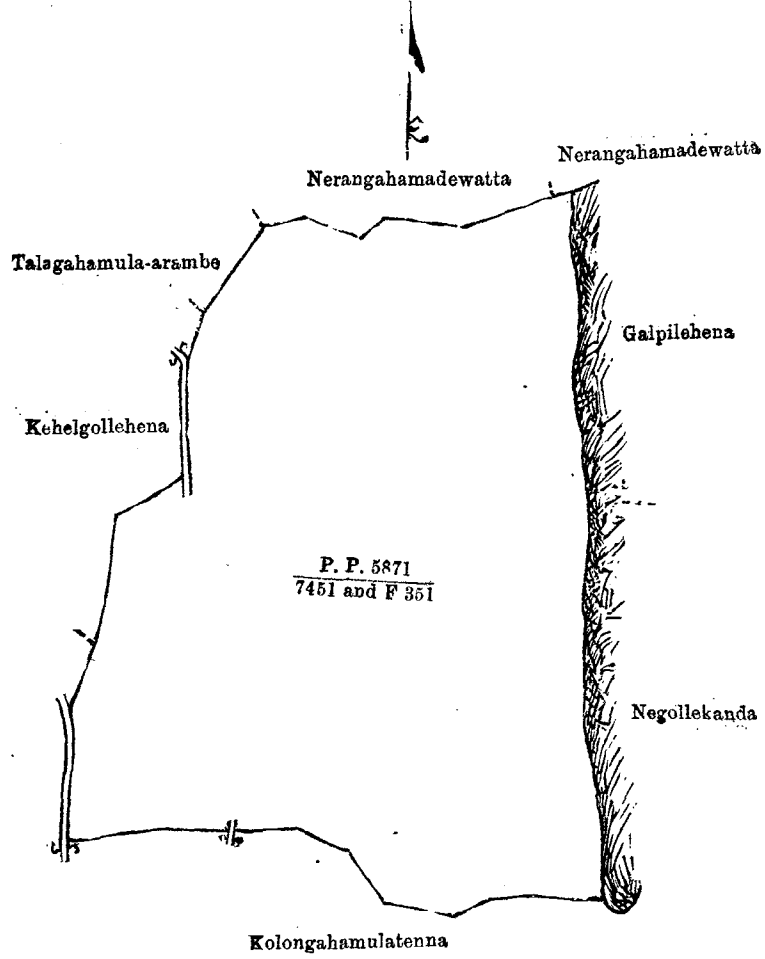 Nerangahamadewatta
Nerangahamadewatta
Talagahamula-arambe
Galpilehena
Kehelgollehena
P. P. 5871
7451 and F 351
Negollekanda
Kolongahamulatenna